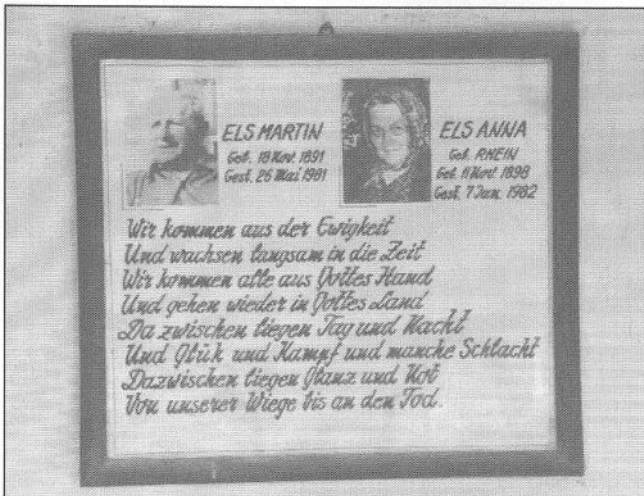 ELS MARTIN
Geb. 18 Nov. 1891
Gest. 26 Mai 1981
ELS ANNA
Geb. RHEIN
Geb. 11 Nov. 1898
Gest. 7 Jan. 1982
Wir kommen aus der Ewigkeit
Und wachsen langsam in die Zeit
Wir kommen alle aus Gottes Hand
Und gehen wieder in Gottes Land
Da zwischen liegen Tag und Nacht
Und Glük und Kampf und manche Schlacht
Dazwischen liegen Glanz und Not
Von unserer Wiege bis an den Tod.